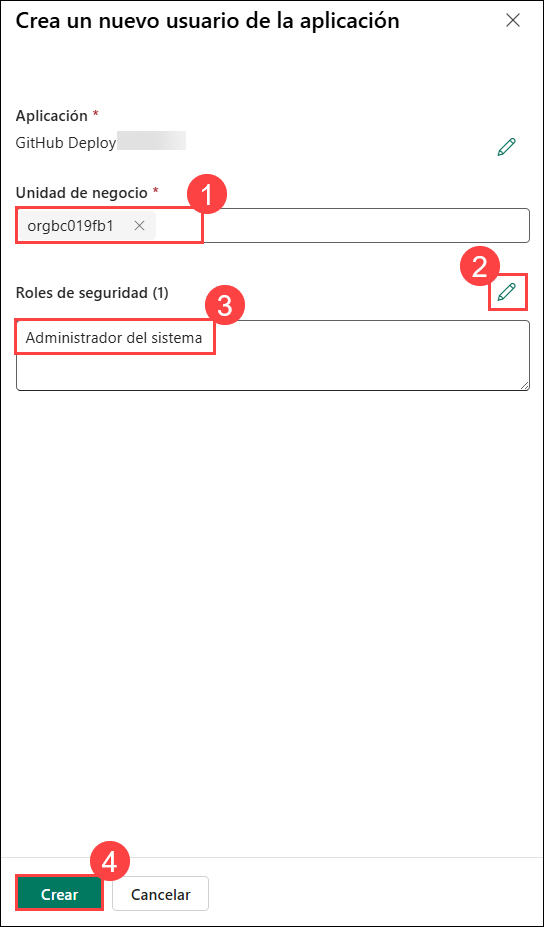 Crea un nuevo usuario de la aplicación
Aplicación *
GitHub Deploy
Unidad de negocio *
1
orgbc019fb1
2
Roles de seguridad (1)
3
Administrador del sistema
4
Crear
Cancelar